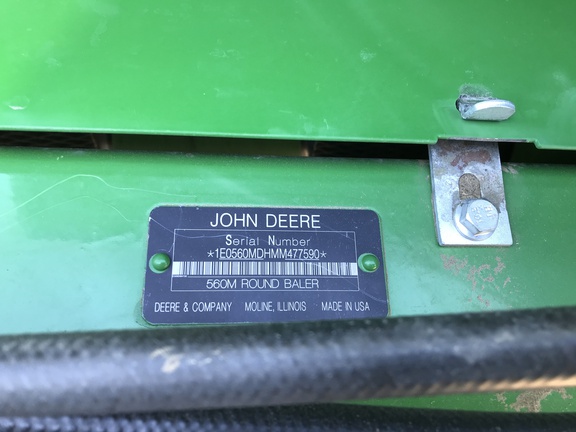 JOHN DEERE
Serial Number
*1E0560MDHMM477590*
560M ROUND BALER
DEERE & COMPANY MOLINE, ILLINOIS MADE IN USA